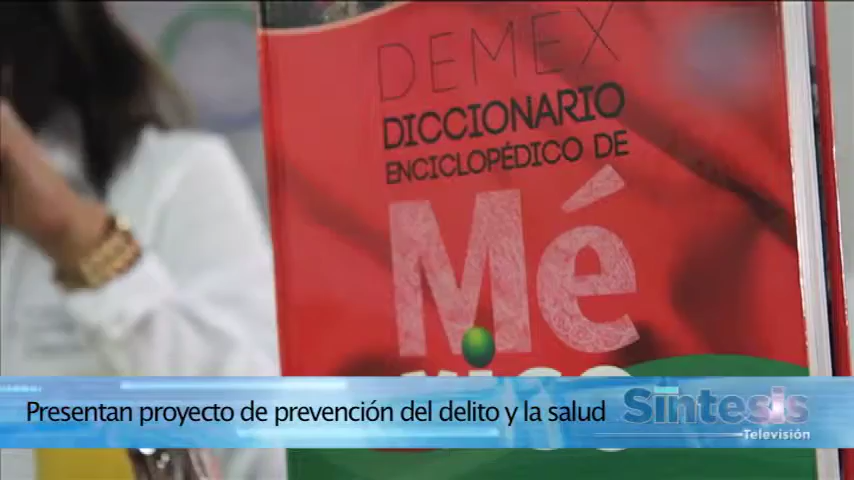 DEMEX
DICCIONARIO
ENCICLOPÉDICO DE
Mé
Presentan proyecto de prevención del delito y la salud
Síntesis
Televisión